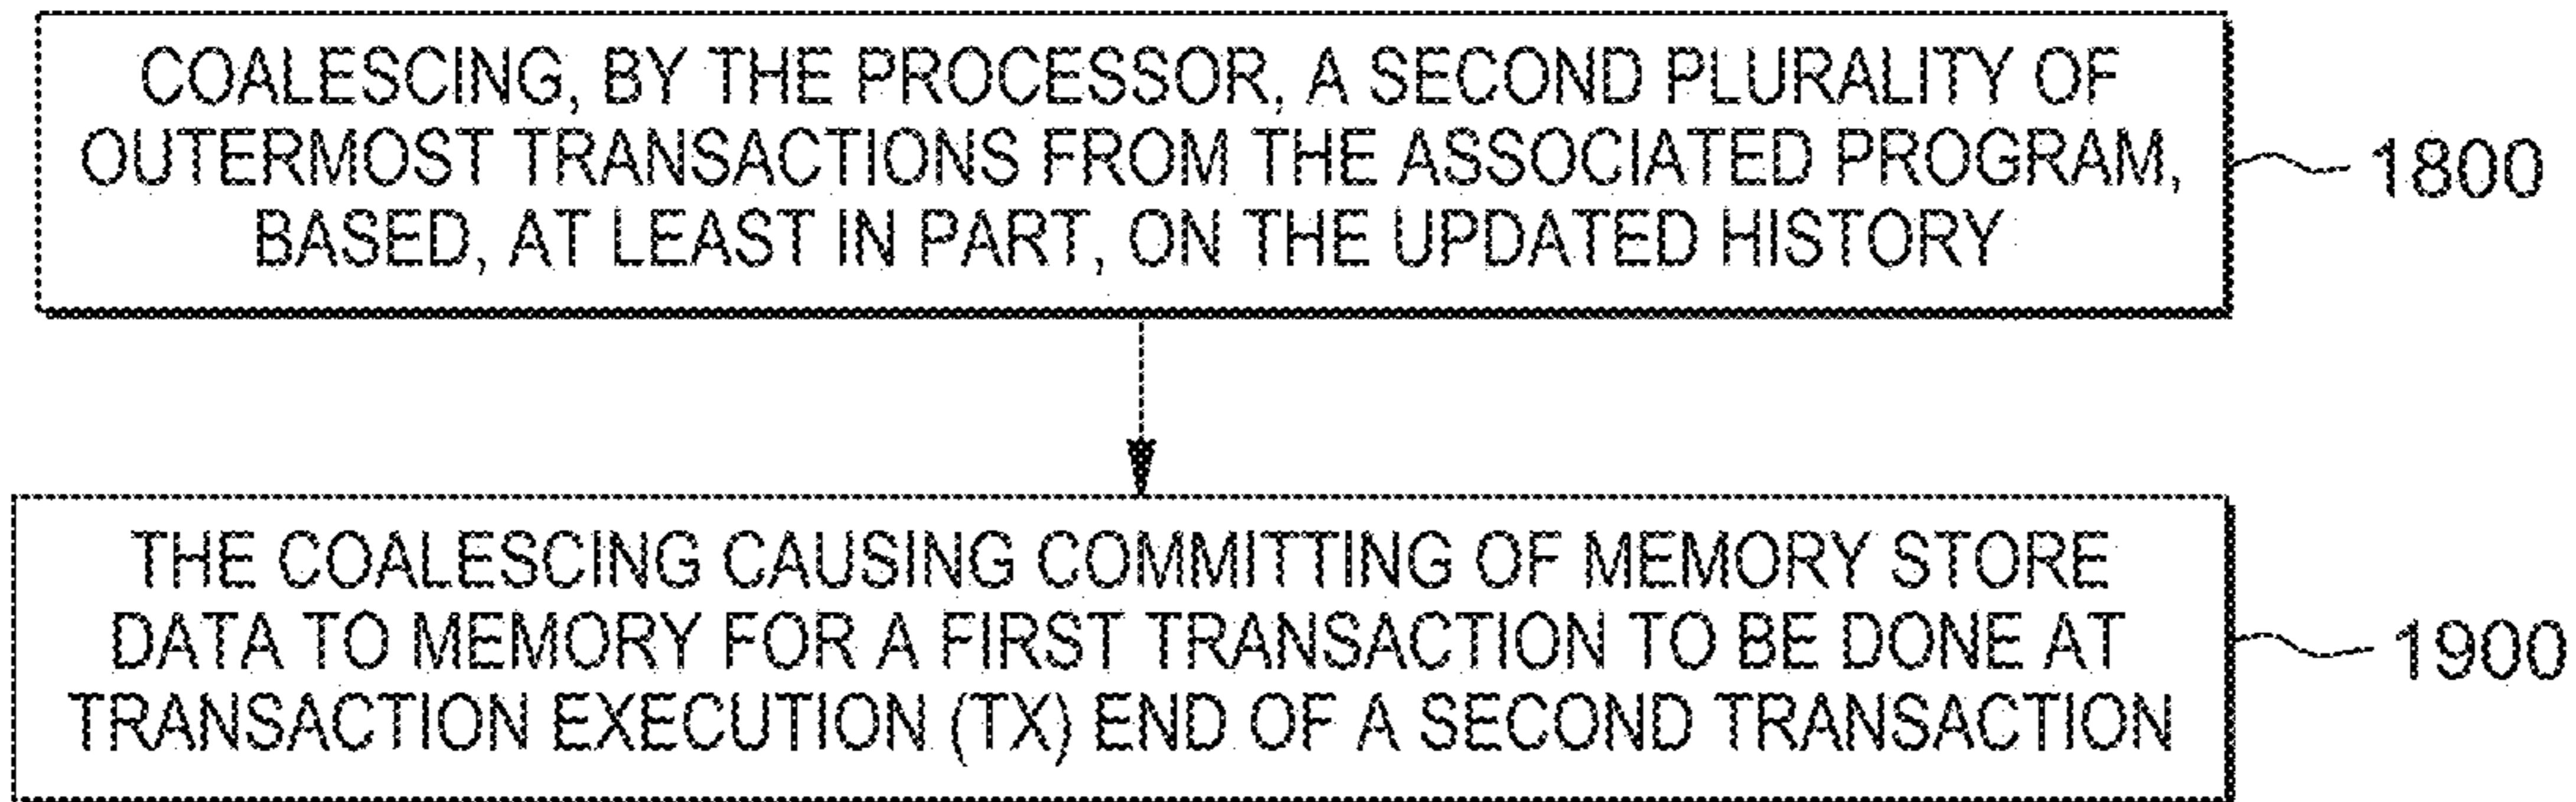 COALESCING, BY THE PROCESSOR, A SECOND PLURALITY OF
OUTERMOST TRANSACTIONS FROM THE ASSOCIATED PROGRAM,
BASED, AT LEAST IN PART, ON THE UPDATED HISTORY
1800
THE COALESCING CAUSING COMMITTING OF MEMORY STORE
DATA TO MEMORY FOR A FIRST TRANSACTION TO BE DONE AT
TRANSACTION EXECUTION (TX) END OF A SECOND TRANSACTION
1900